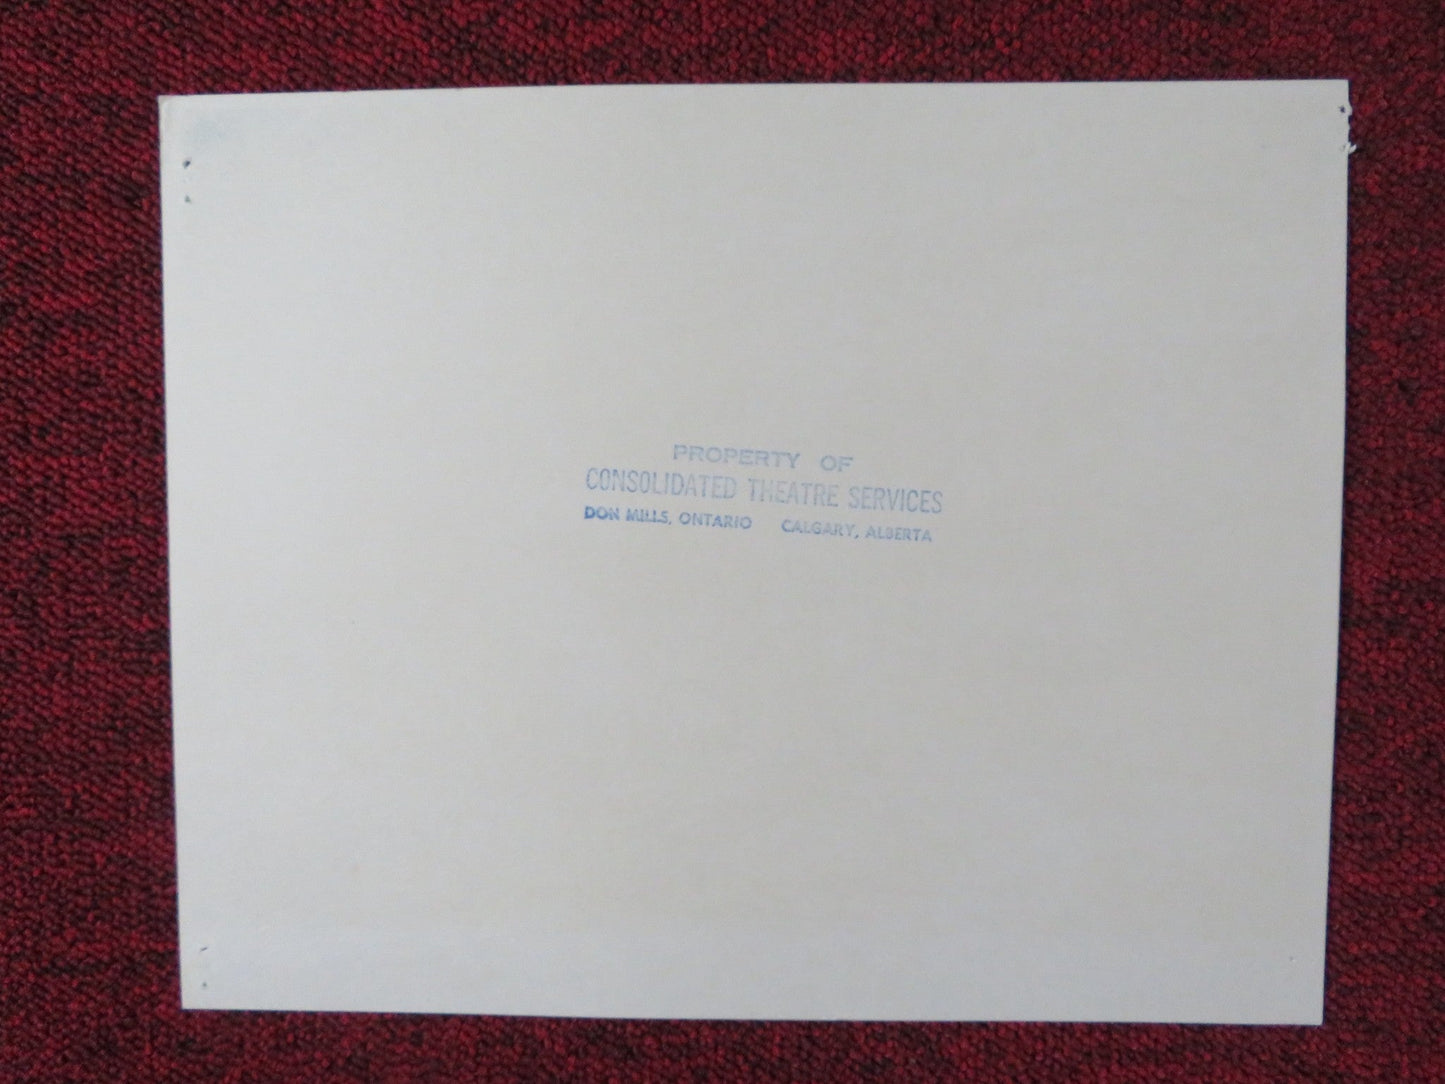 PROPERTY OF
CONSOLIDATED THEATRE SERVICES
DON MILLS, ONTARIO CALGARY, ALBERTA